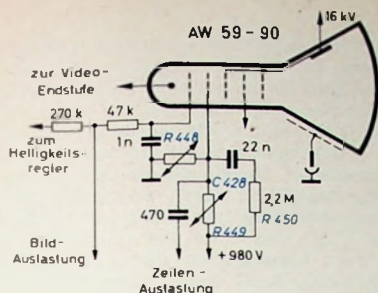 16 kV
AW 59-90
zur Video-
Endstufe
270 k
47 k
zum
Helligkeits-
regler
1n
R 448
22 n
C 428
470
2,2 M
R 450
R 449
+ 980 V
Bild-
Austastung
Zeilen-
Austastung